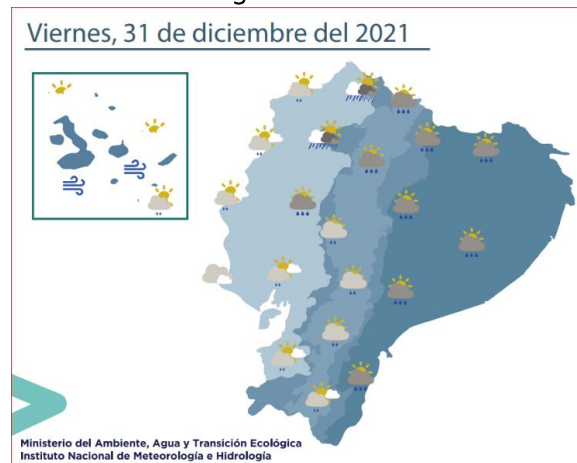 Viernes, 31 de diciembre del 2021
Ministerio del Ambiente, Agua y Transición Ecológica
Instituto Nacional de Meteorología e Hidrología